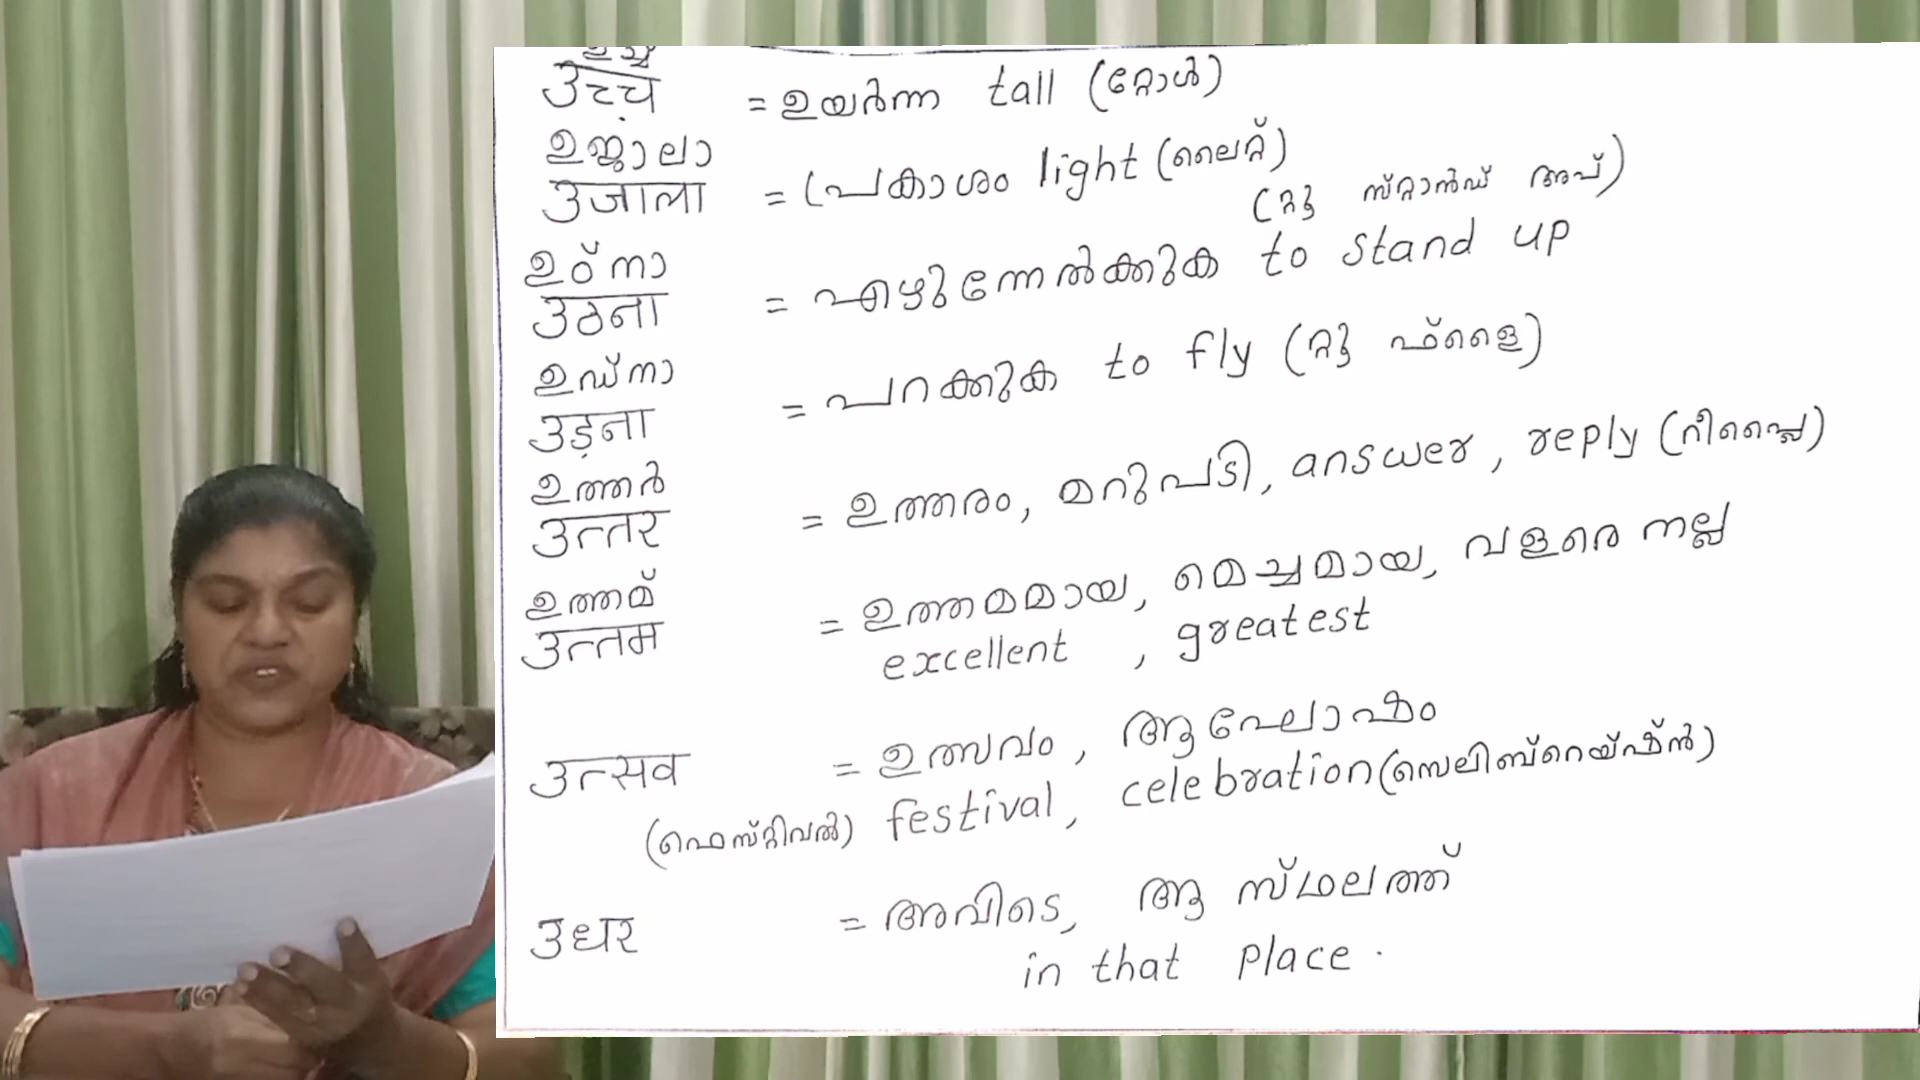 ഉച്ച്
उच्च़ = ഉയർന്ന tall (റ്റോൾ)
ഉജാലാ
उजाला = പ്രകാശം light (ലൈറ്റ്)
ഉഠ്നാ (റ്റു സ്റ്റാൻഡ് അപ്)
उठना = എഴുന്നേൽക്കുക to stand up
ഉഡ്നാ
उड़ना = പറക്കുക to fly (റ്റു ഫ്ളൈ)
ഉത്തർ
उत्तर = ഉത്തരം, മറുപടി, answer, reply (റീപ്ലൈ)
ഉത്തമ്
उत्तम = ഉത്തമമായ, മെച്ചമായ, വളരെ നല്ല
excellent , greatest
उत्सव = ഉത്സവം, ആഘോഷം
(ഫെസ്റ്റിവൽ) festival, celebration (സെലിബ്റെയ്ഷ്ൻ)
उधर = അവിടെ, ആ സ്ഥലത്ത്
in that place .